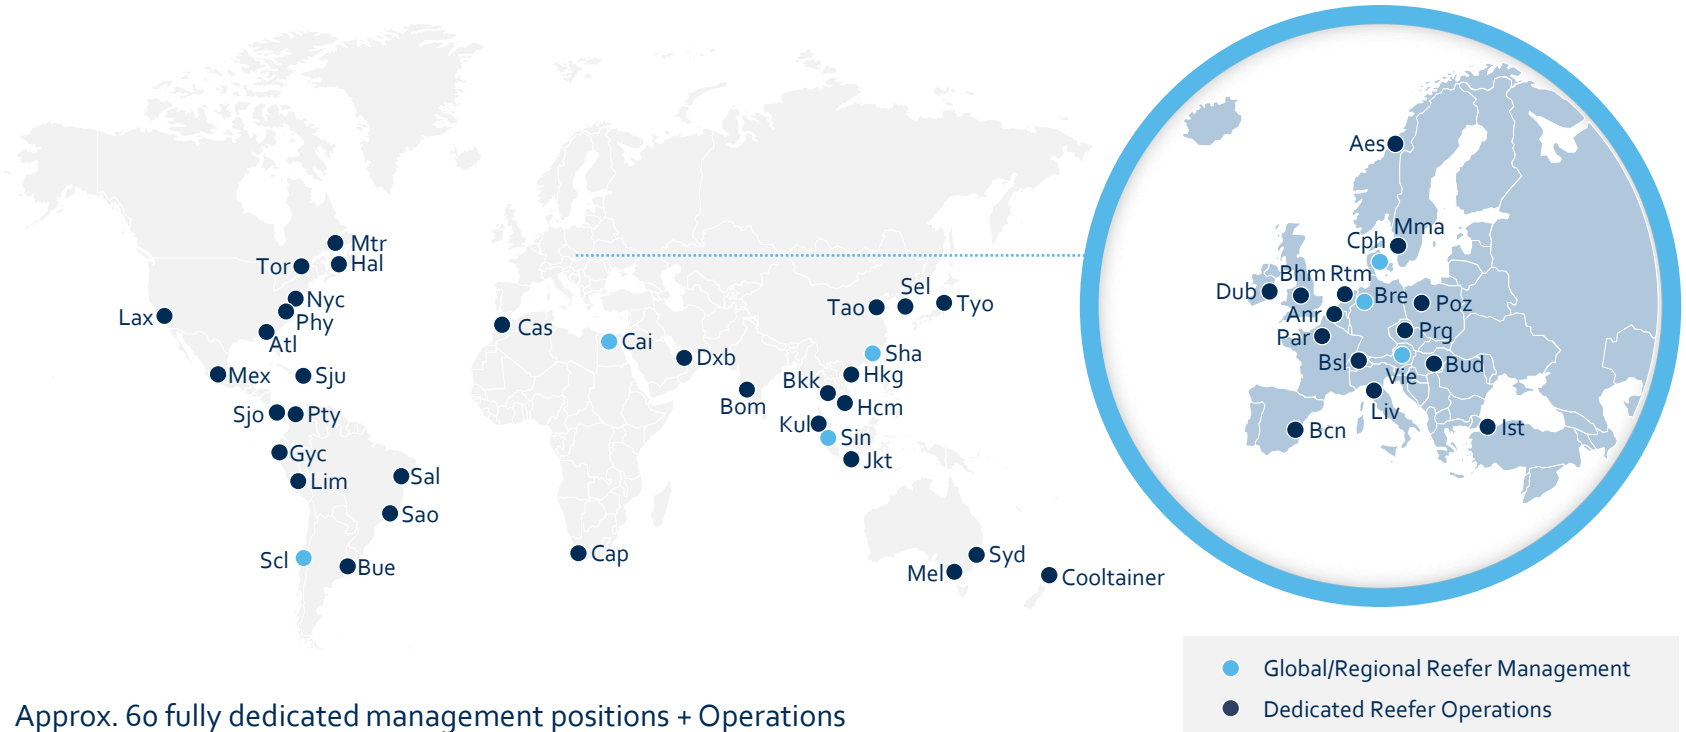 Mtr
Tor
Hal
Nyc
Lax
Phy
Atl
Mex
Sju
Sjo
Pty
Gyc
Lim
Sal
Sao
Scl
Bue
Cas
Cai
Cap
Dxb
Bom
Tao
Sel
Tyo
Sha
Hkg
Bkk
Hcm
Kul
Sin
Jkt
Mel
Syd
Cooltainer
Aes
Mma
Cph
Bhm
Rtm
Dub
Bre
Poz
Anr
Par
Prg
Bsl
Vie
Bud
Liv
Bcn
Ist
Global/Regional Reefer Management
Dedicated Reefer Operations
Approx. 60 fully dedicated management positions + Operations